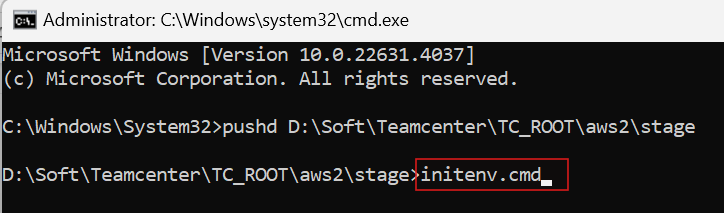 Administrator: C:\Windows\system32\cmd.exe
Microsoft Windows [Version 10.0.22631.4037]
(c) Microsoft Corporation. All rights reserved.
C:\Windows\System32>pushd D:\Soft\Teamcenter\TC_ROOT\aws2\stage
D:\Soft\Teamcenter\TC_ROOT\aws2\stage>initenv.cmd